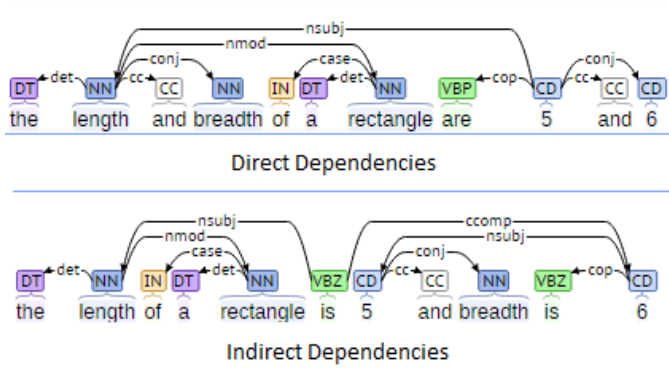 nsubj
nmod
conj case conj
det cc det cop cc
DT NN CC NN IN DT NN VBP CD CC CD
the length and breadth of a rectangle are 5 and 6
Direct Dependencies
nsubj ccomp
nmod nsubj
case conj
det det cc cop
DT NN IN DT NN VBZ CD CC NN VBZ CD
the length of a rectangle is 5 and breadth is 6
Indirect Dependencies